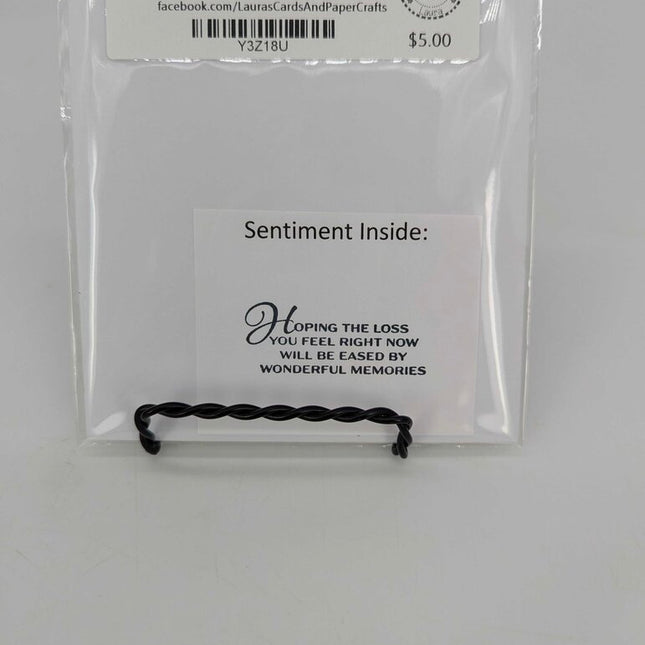 facebook.com/LaurasCardsAndPaperCrafts
Laura
Y3Z18U
$5.00
Sentiment Inside:
HOPING THE LOSS
YOU FEEL RIGHT NOW
WILL BE EASED BY
WONDERFUL MEMORIES